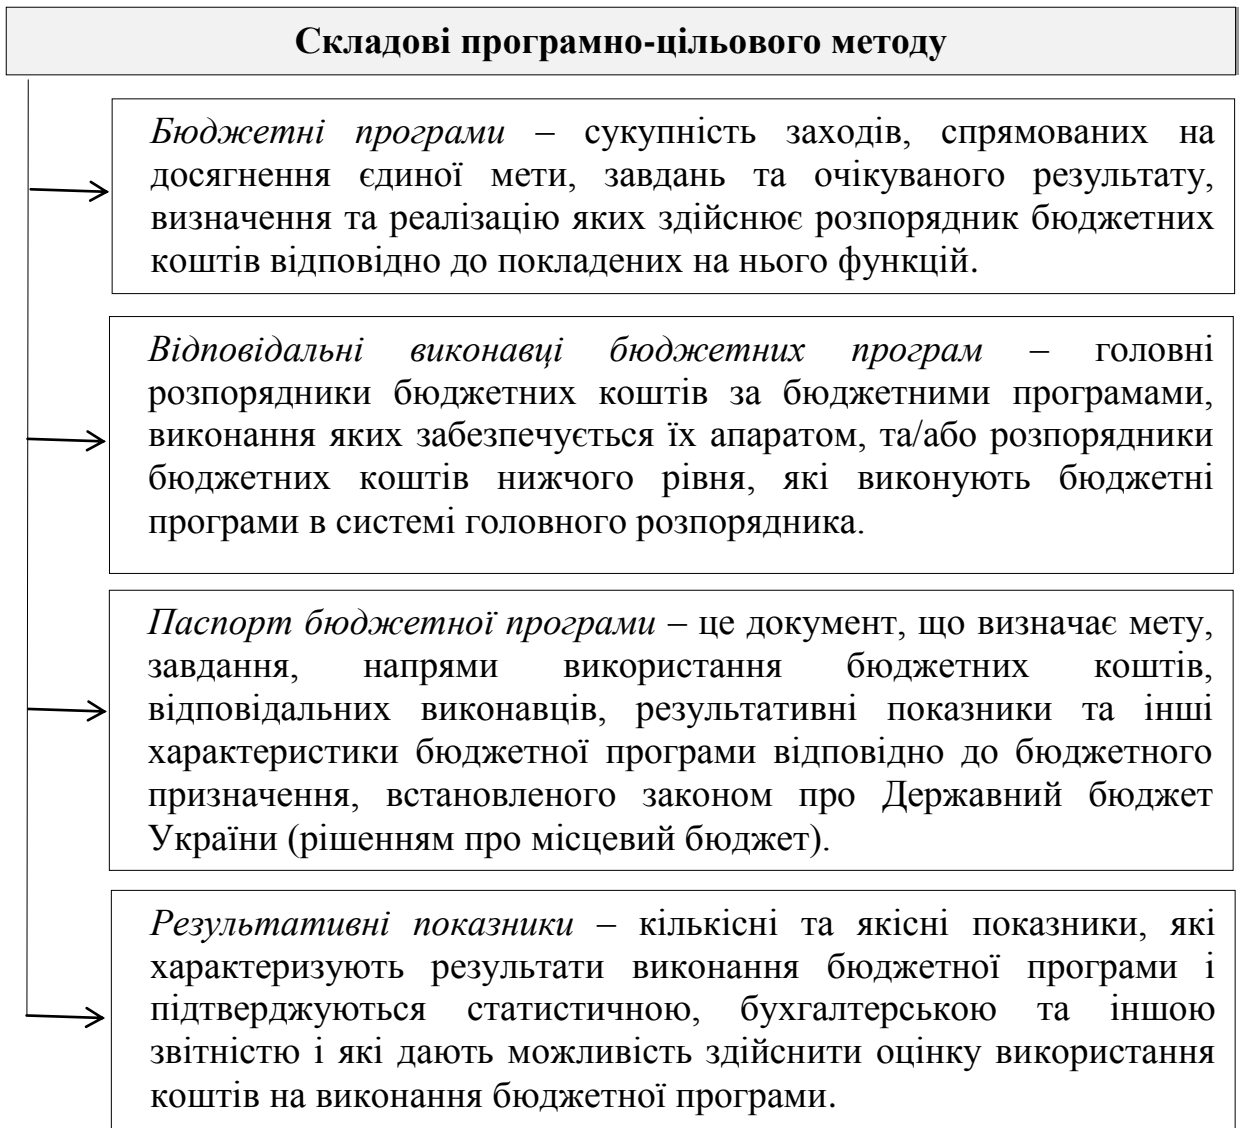 Складові програмно-цільового методу
Бюджетні програми – сукупність заходів, спрямованих на
досягнення єдиної мети, завдань та очікуваного результату,
визначення та реалізацію яких здійснює розпорядник бюджетних
коштів відповідно до покладених на нього функцій.
Відповідальні виконавці бюджетних програм – головні
розпорядники бюджетних коштів за бюджетними програмами,
виконання яких забезпечується їх апаратом, та/або розпорядники
бюджетних коштів нижчого рівня, які виконують бюджетні
програми в системі головного розпорядника.
Паспорт бюджетної програми – це документ, що визначає мету,
завдання, напрями використання бюджетних коштів,
відповідальних виконавців, результативні показники та інші
характеристики бюджетної програми відповідно до бюджетного
призначення, встановленого законом про Державний бюджет
України (рішенням про місцевий бюджет).
Результативні показники – кількісні та якісні показники, які
характеризують результати виконання бюджетної програми і
підтверджуються статистичною, бухгалтерською та іншою
звітністю і які дають можливість здійснити оцінку використання
коштів на виконання бюджетної програми.